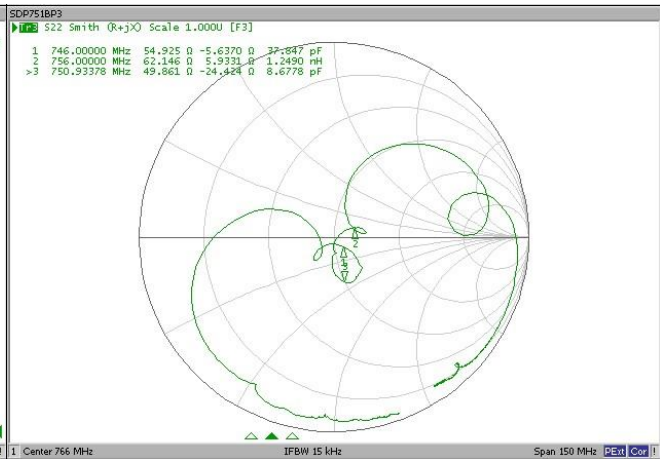 SDP751BP3
Tr3 S22 Smith (R+jX) Scale 1.000U [F3]
1 746.00000 MHz 54.925 Ω -5.6370 Ω 37.847 pF
2 756.00000 MHz 62.146 Ω 5.9331 Ω 1.2490 nH
>3 750.93378 MHz 49.861 Ω -24.424 Ω 8.6778 pF
2
1 Center 766 MHz IFBW 15 kHz Span 150 MHz PExt Cor !